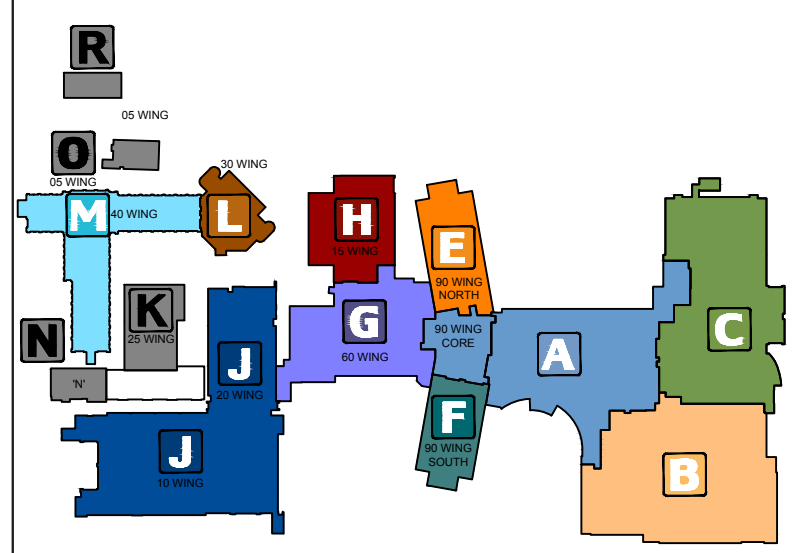 R
05 WING
O
05 WING
30 WING
M
40 WING
L
H
15 WING
E
90 WING
NORTH
K
25 WING
N
'N'
G
60 WING
90 WING
CORE
A
C
J
20 WING
F
90 WING
SOUTH
J
10 WING
B